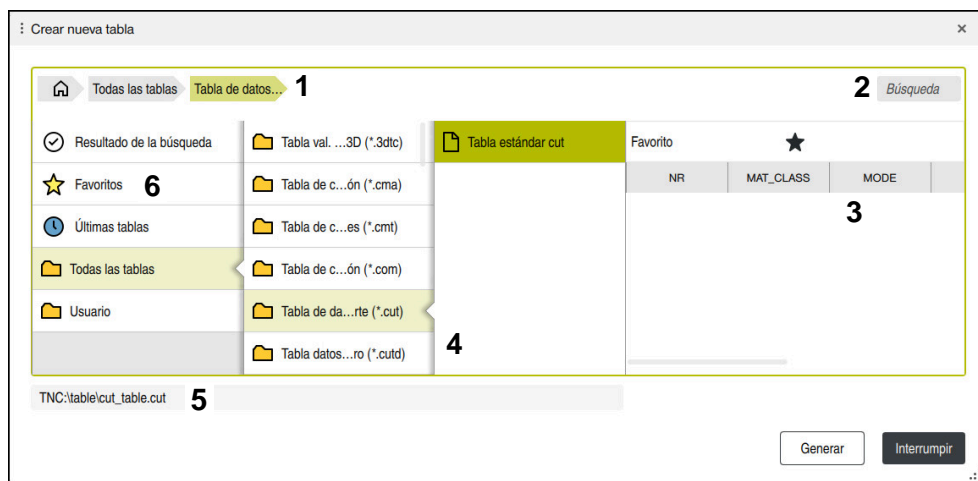 Crear nueva tabla
Todas las tablas
Tabla de datos...
1
2
Búsqueda
Resultado de la búsqueda
Tabla val. ...3D (*.3dtc)
Tabla estándar cut
Favorito
Favoritos
6
Tabla de c...ón (*.cma)
NR
MAT_CLASS
MODE
3
Últimas tablas
Tabla de c...es (*.cmt)
Todas las tablas
Tabla de c...ón (*.com)
Usuario
Tabla de da...rte (*.cut)
4
Tabla datos...ro (*.cutd)
TNC:\table\cut_table.cut
5
Generar
Interrumpir